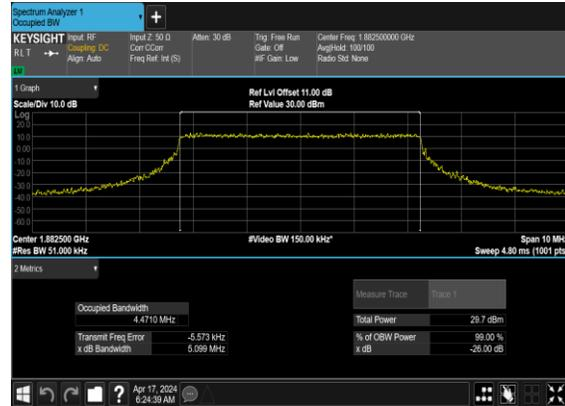 Spectrum Analyzer 1
Occupied BW
KEYSIGHT Input: RF Input Z: 50 Ω Atten: 30 dB Trig: Free Run Center Freq: 1.882500000 GHz
RLT Coupling: DC Corr CCorr Gate: Off Avg|Hold: 100/100
Align: Auto Freq Ref: Int (S) #IF Gain: Low Radio Std: None
1 Graph
Ref Lvl Offset 11.00 dB
Scale/Div 10.0 dB Ref Value 30.00 dBm
Log
20.0
10.0
0.00
-10.0
-20.0
-30.0
-40.0
-50.0
-60.0
Center 1.882500 GHz #Video BW 150.00 kHz* Span 10 MH
#Res BW 51.000 kHz Sweep 4.80 ms (1001 pts
2 Metrics
Measure Trace Trace 1
Occupied Bandwidth
4.4710 MHz Total Power 29.7 dBm
Transmit Freq Error -5.573 kHz % of OBW Power 99.00 %
x dB Bandwidth 5.099 MHz x dB -26.00 dB
Apr 17, 2024
6:24:39 AM